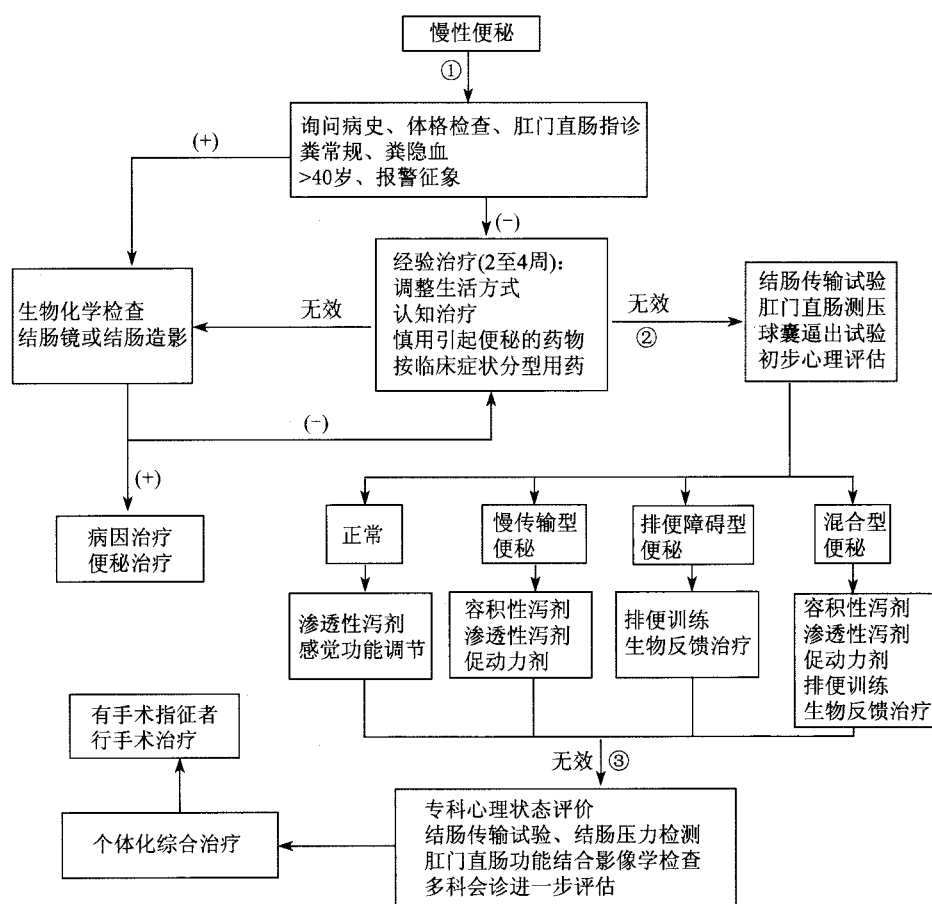 慢性便秘
①
询问病史、体格检查、肛门直肠指诊
粪常规、粪隐血
>40岁、报警征象
(+)
(-)
经验治疗(2至4周):
调整生活方式
认知治疗
慎用引起便秘的药物
按临床症状分型用药
生物化学检查
结肠镜或结肠造影
无效
无效
②
结肠传输试验
肛门直肠测压
球囊逼出试验
初步心理评估
(-)
(+)
病因治疗
便秘治疗
正常
慢传输型
便秘
排便障碍型
便秘
混合型
便秘
渗透性泻剂
感觉功能调节
容积性泻剂
渗透性泻剂
促动力剂
排便训练
生物反馈治疗
容积性泻剂
渗透性泻剂
促动力剂
排便训练
生物反馈治疗
无效 ③
有手术指征者
行手术治疗
个体化综合治疗
专科心理状态评价
结肠传输试验、结肠压力检测
肛门直肠功能结合影像学检查
多科会诊进一步评估